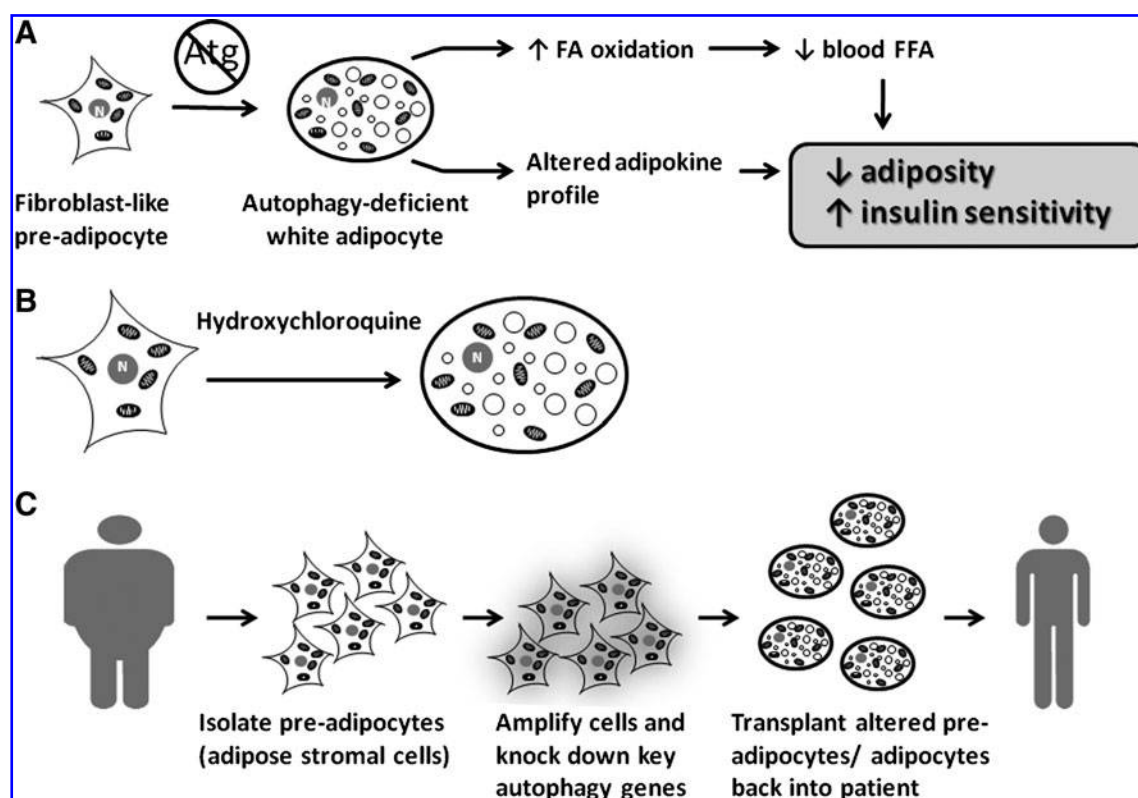 A
Atg
N
N
↑ FA oxidation
↓ blood FFA
Altered adipokine
profile
↓ adiposity
↑ insulin sensitivity
Fibroblast-like
pre-adipocyte
Autophagy-deficient
white adipocyte
B
Hydroxychloroquine
N
N
C
Isolate pre-adipocytes
(adipose stromal cells)
Amplify cells and
knock down key
autophagy genes
Transplant altered pre-
adipocytes/ adipocytes
back into patient